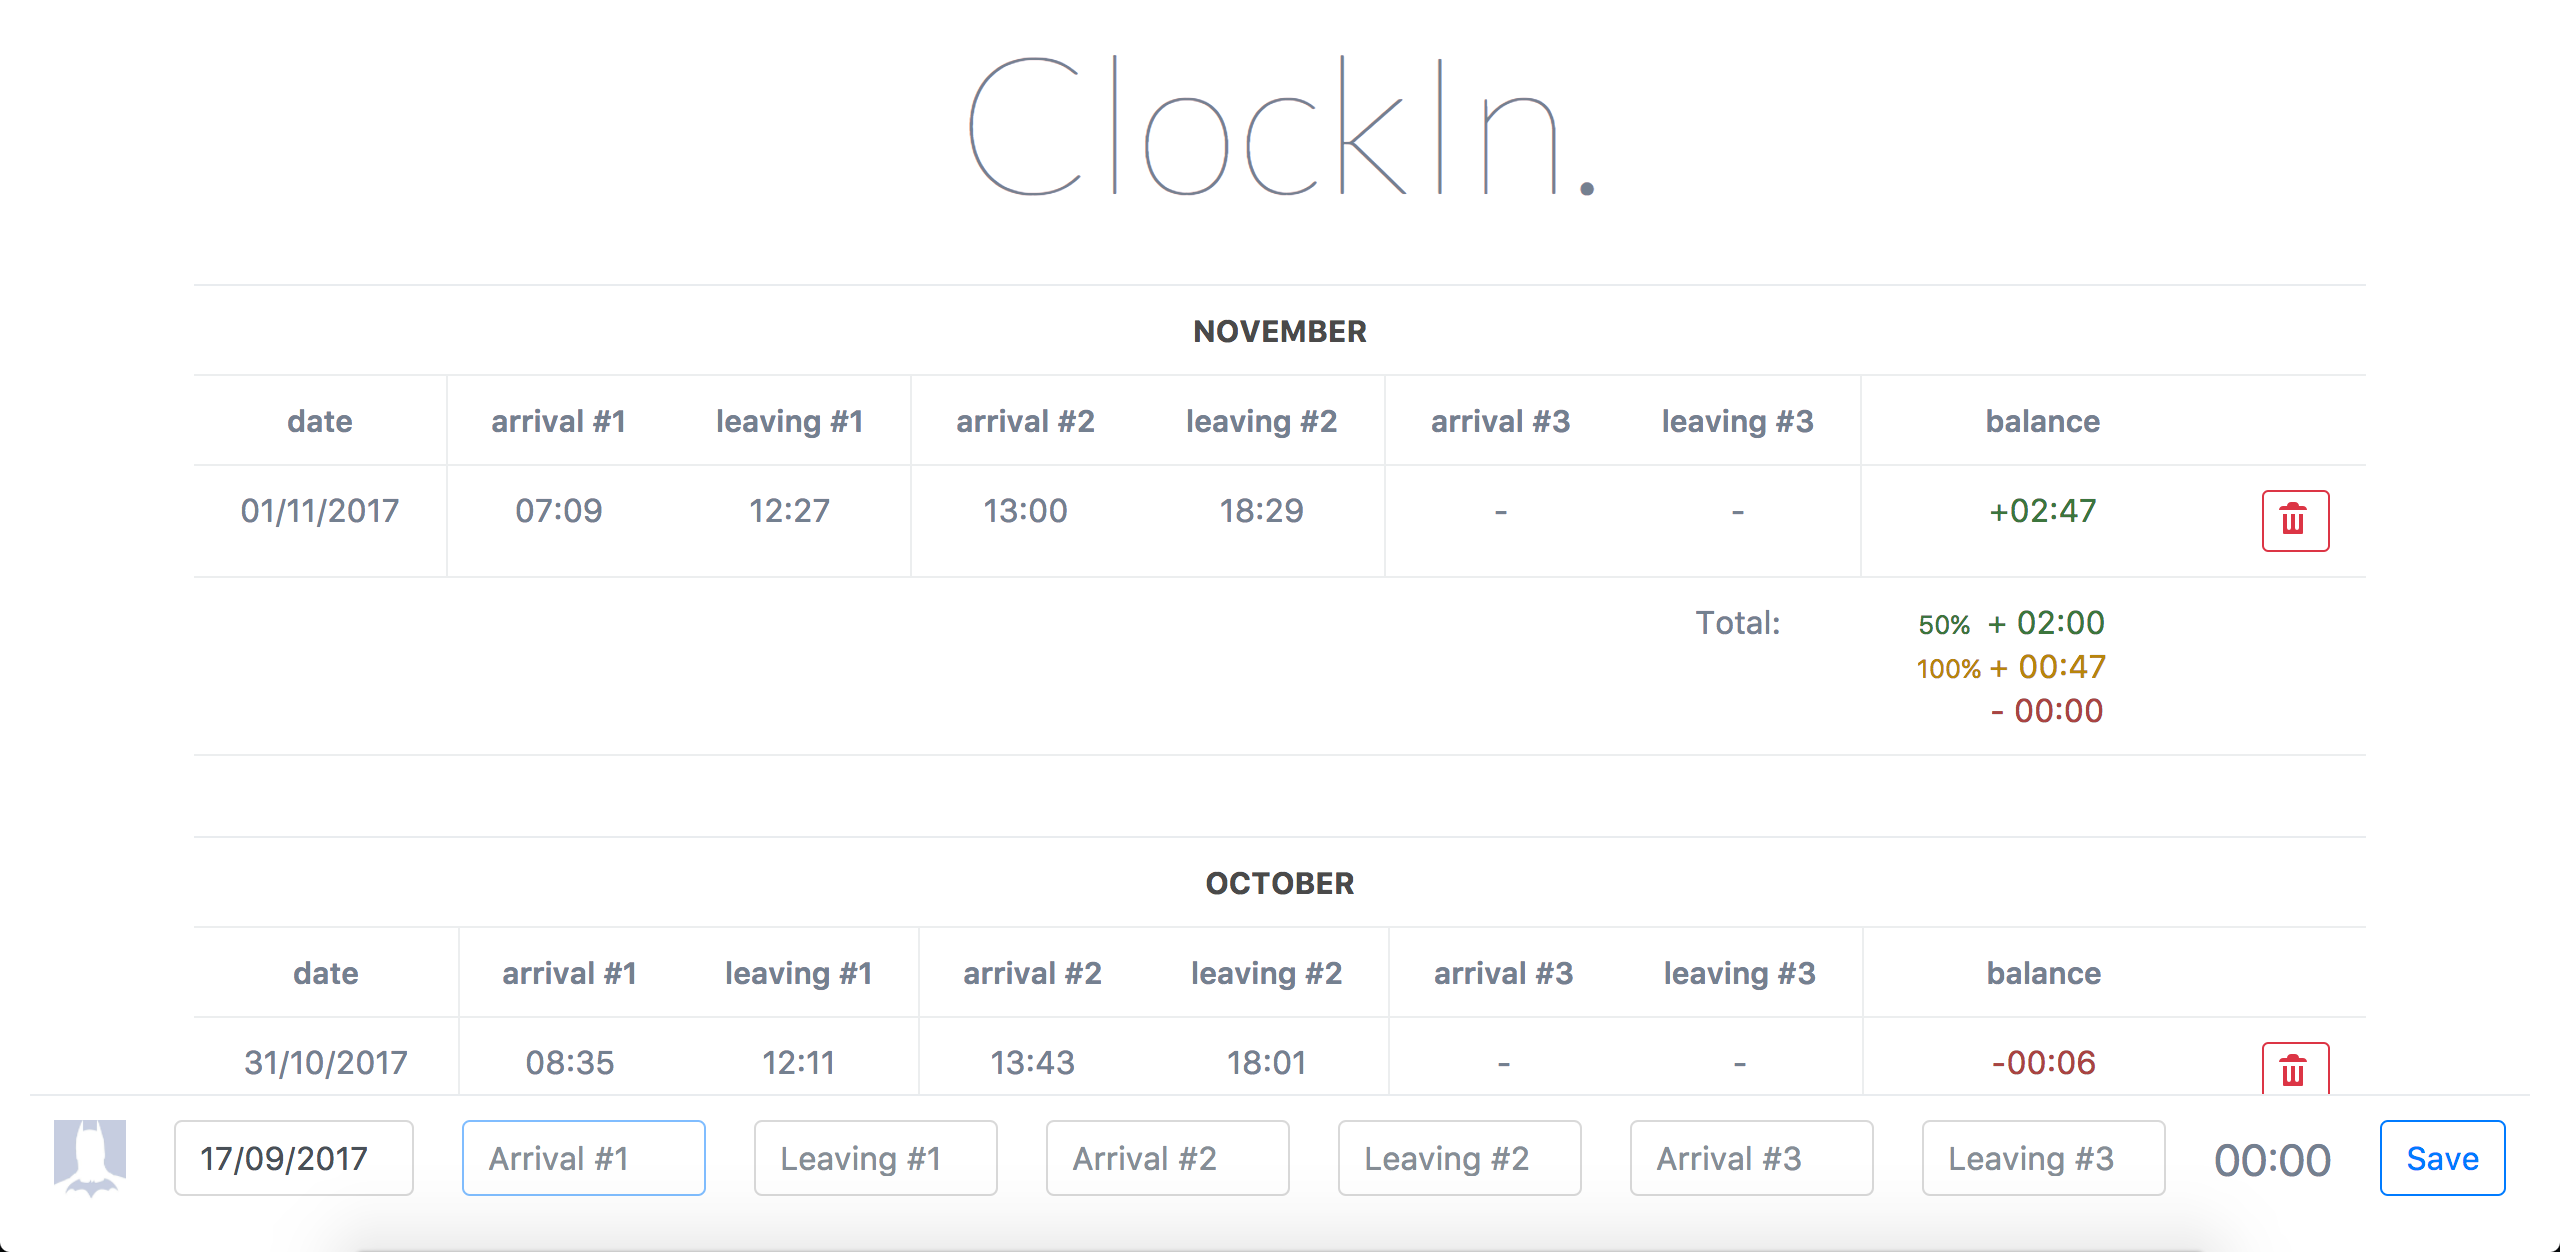 ClockIn.
NOVEMBER
date arrival #1 leaving #1 arrival #2 leaving #2 arrival #3 leaving #3 balance
01/11/2017 07:09 12:27 13:00 18:29 - - +02:47
Total: 50% + 02:00
100% + 00:47
- 00:00
OCTOBER
date arrival #1 leaving #1 arrival #2 leaving #2 arrival #3 leaving #3 balance
31/10/2017 08:35 12:11 13:43 18:01 - - -00:06
17/09/2017 Arrival #1 Leaving #1 Arrival #2 Leaving #2 Arrival #3 Leaving #3 00:00 Save